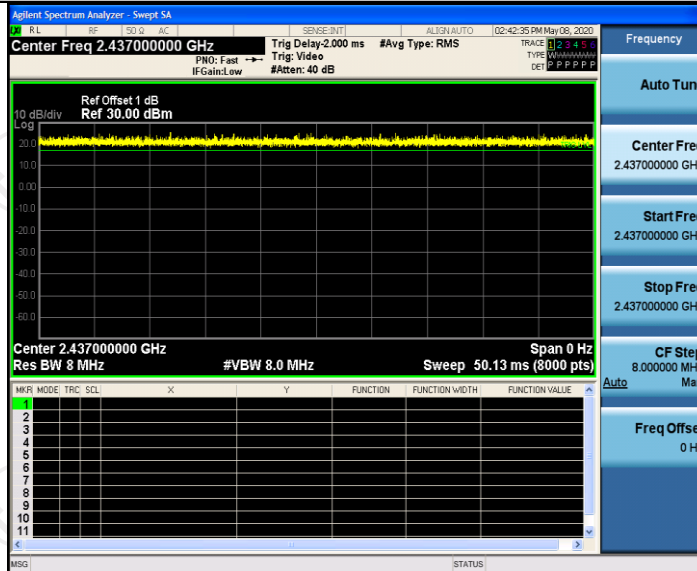 Agilent Spectrum Analyzer - Swept SA
RL RF 50 Ω AC SENSE:INT ALIGN AUTO 02:42:35 PM May 08, 2020
Center Freq 2.437000000 GHz
PNO: Fast
IFGain:Low
Trig Delay-2.000 ms
Trig: Video
#Atten: 40 dB
#Avg Type: RMS
TRACE 1 2 3 4 5 6
TYPE
DET P P P P P P
Ref Offset 1 dB
10 dB/div Ref 30.00 dBm
Log
20.0
10.0
0.00
-10.0
-20.0
-30.0
-40.0
-50.0
-60.0
Center 2.437000000 GHz Span 0 Hz
Res BW 8 MHz #VBW 8.0 MHz Sweep 50.13 ms (8000 pts)
MKR MODE TRC SCL X Y FUNCTION FUNCTION WIDTH FUNCTION VALUE
1
2
3
4
5
6
7
8
9
10
11
MSG STATUS
Frequency
Auto Tun
Center Fre
2.437000000 GH
Start Fre
2.437000000 GH
Stop Fre
2.437000000 GH
CF Ste
8.000000 MH
Auto Ma
Freq Offse
0 H